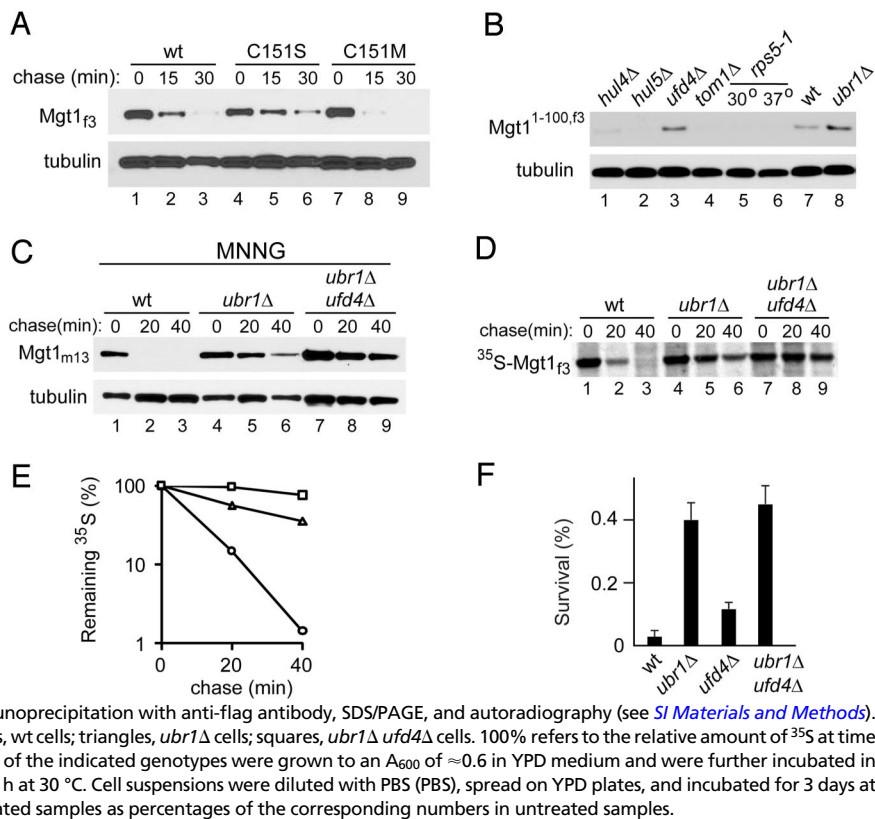 A
wt C151S C151M
chase (min): 0 15 30 0 15 30 0 15 30
Mgt1f3
tubulin
1 2 3 4 5 6 7 8 9
B
hul4Δ hul5Δ ufd4Δ tom1Δ rps5-1 30° 37° wt ubr1Δ
Mgt1 1-100,f3
tubulin
1 2 3 4 5 6 7 8
C
MNNG
wt ubr1Δ ubr1Δ ufd4Δ
chase(min): 0 20 40 0 20 40 0 20 40
Mgt1m13
tubulin
1 2 3 4 5 6 7 8 9
D
wt ubr1Δ ubr1Δ ufd4Δ
chase(min): 0 20 40 0 20 40 0 20 40
35S-Mgt1f3
1 2 3 4 5 6 7 8 9
E
Remaining 35S (%)
100
10
1
0 20 40
chase (min)
F
Survival (%)
0.4
0.2
0
wt ubr1Δ ufd4Δ ubr1Δ ufd4Δ
unoprecipitation with anti-flag antibody, SDS/PAGE, and autoradiography (see SI Materials and Methods).
s, wt cells; triangles, ubr1Δ cells; squares, ubr1Δ ufd4Δ cells. 100% refers to the relative amount of 35S at time
of the indicated genotypes were grown to an A600 of ≈0.6 in YPD medium and were further incubated in
h at 30 °C. Cell suspensions were diluted with PBS (PBS), spread on YPD plates, and incubated for 3 days at
ated samples as percentages of the corresponding numbers in untreated samples.